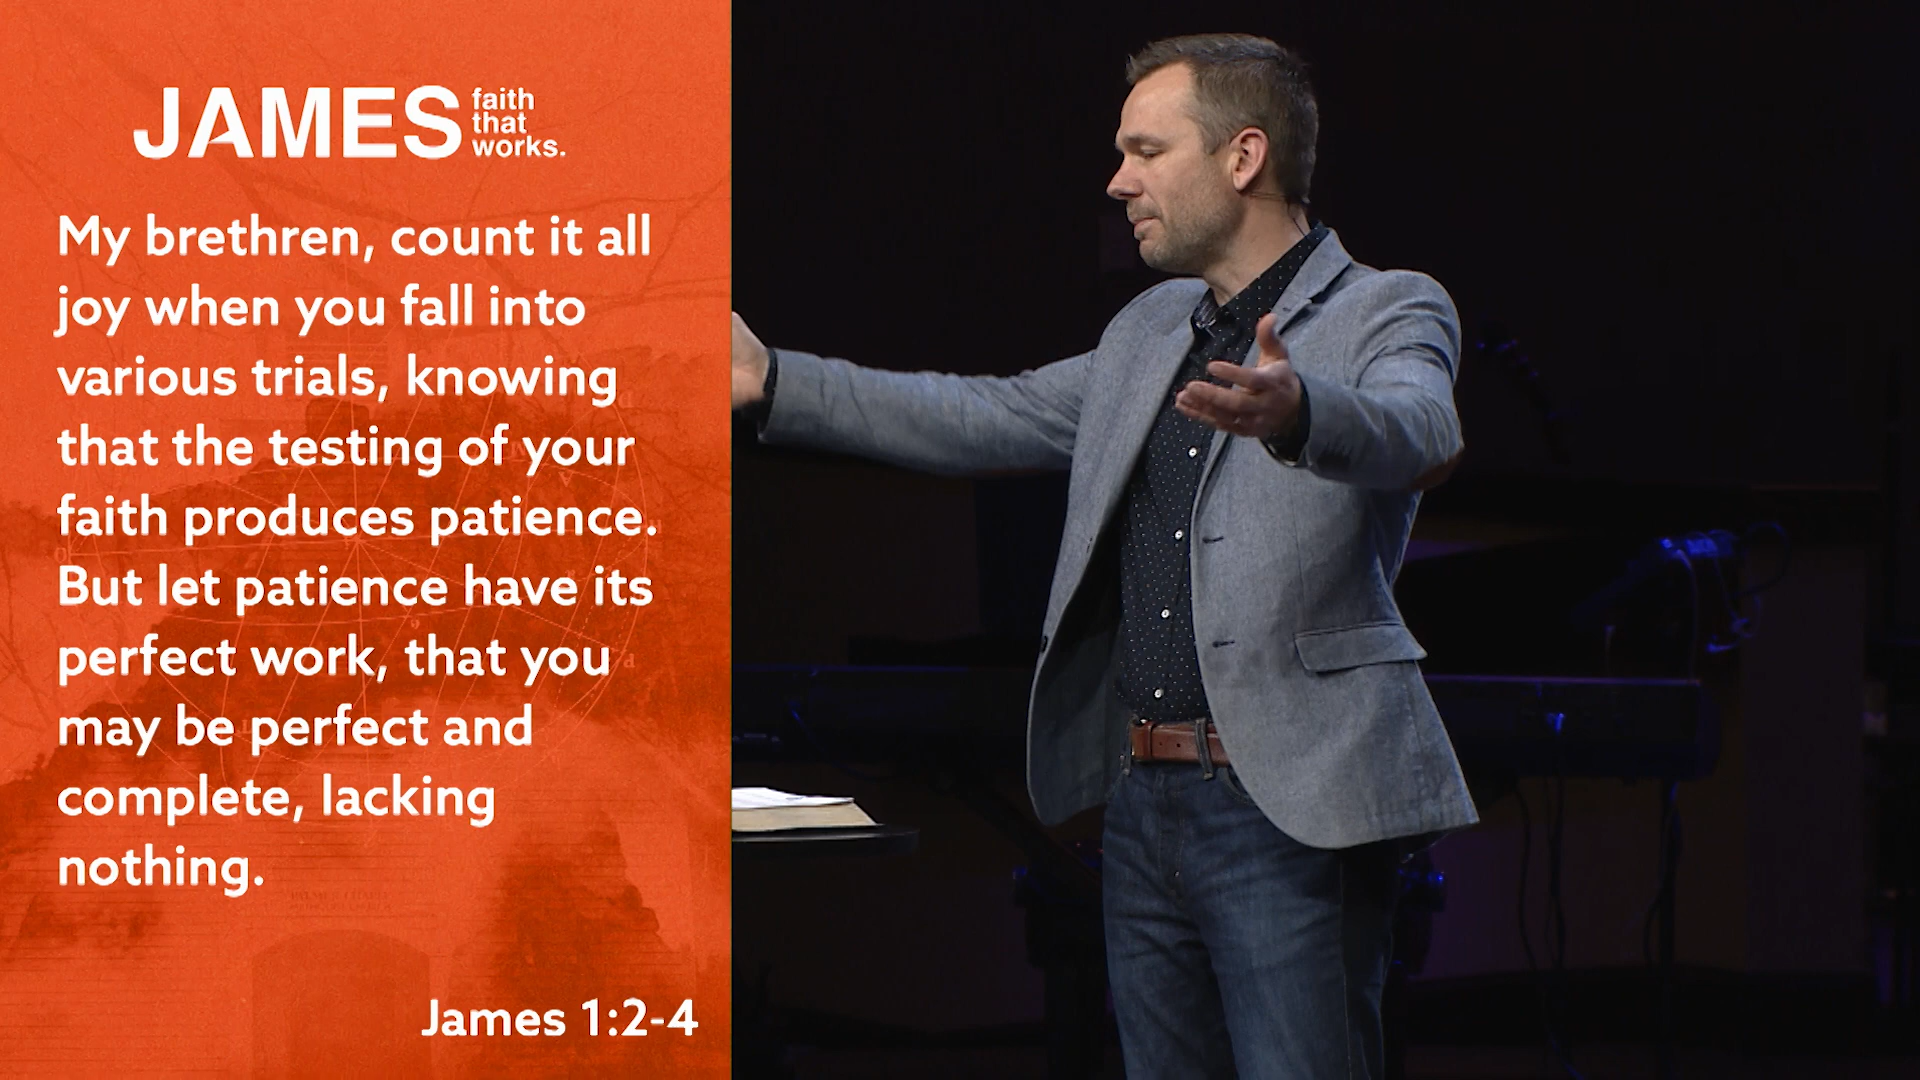 JAMES faith that works.
My brethren, count it all
joy when you fall into
various trials, knowing
that the testing of your
faith produces patience.
But let patience have its
perfect work, that you
may be perfect and
complete, lacking
nothing.
James 1:2-4